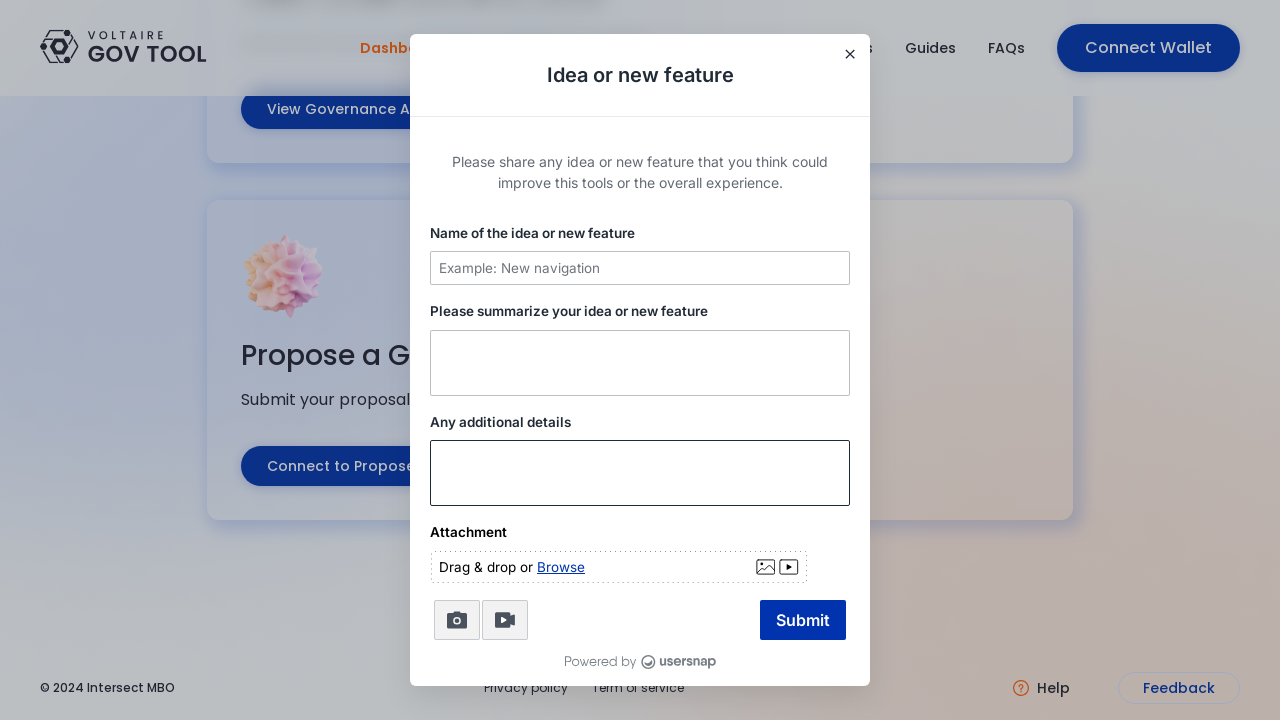 VOLTAIRE
GOV TOOL
Dashbo
s
Guides
FAQs
Connect Wallet
View Governance A
Propose a G
Submit your proposal
Connect to Propose
Idea or new feature
Please share any idea or new feature that you think could
improve this tools or the overall experience.
Name of the idea or new feature
Example: New navigation
Please summarize your idea or new feature
Any additional details
Attachment
Drag & drop or Browse
Submit
Powered by usersnap
© 2024 Intersect MBO
Privacy policy
Term of service
Help
Feedback